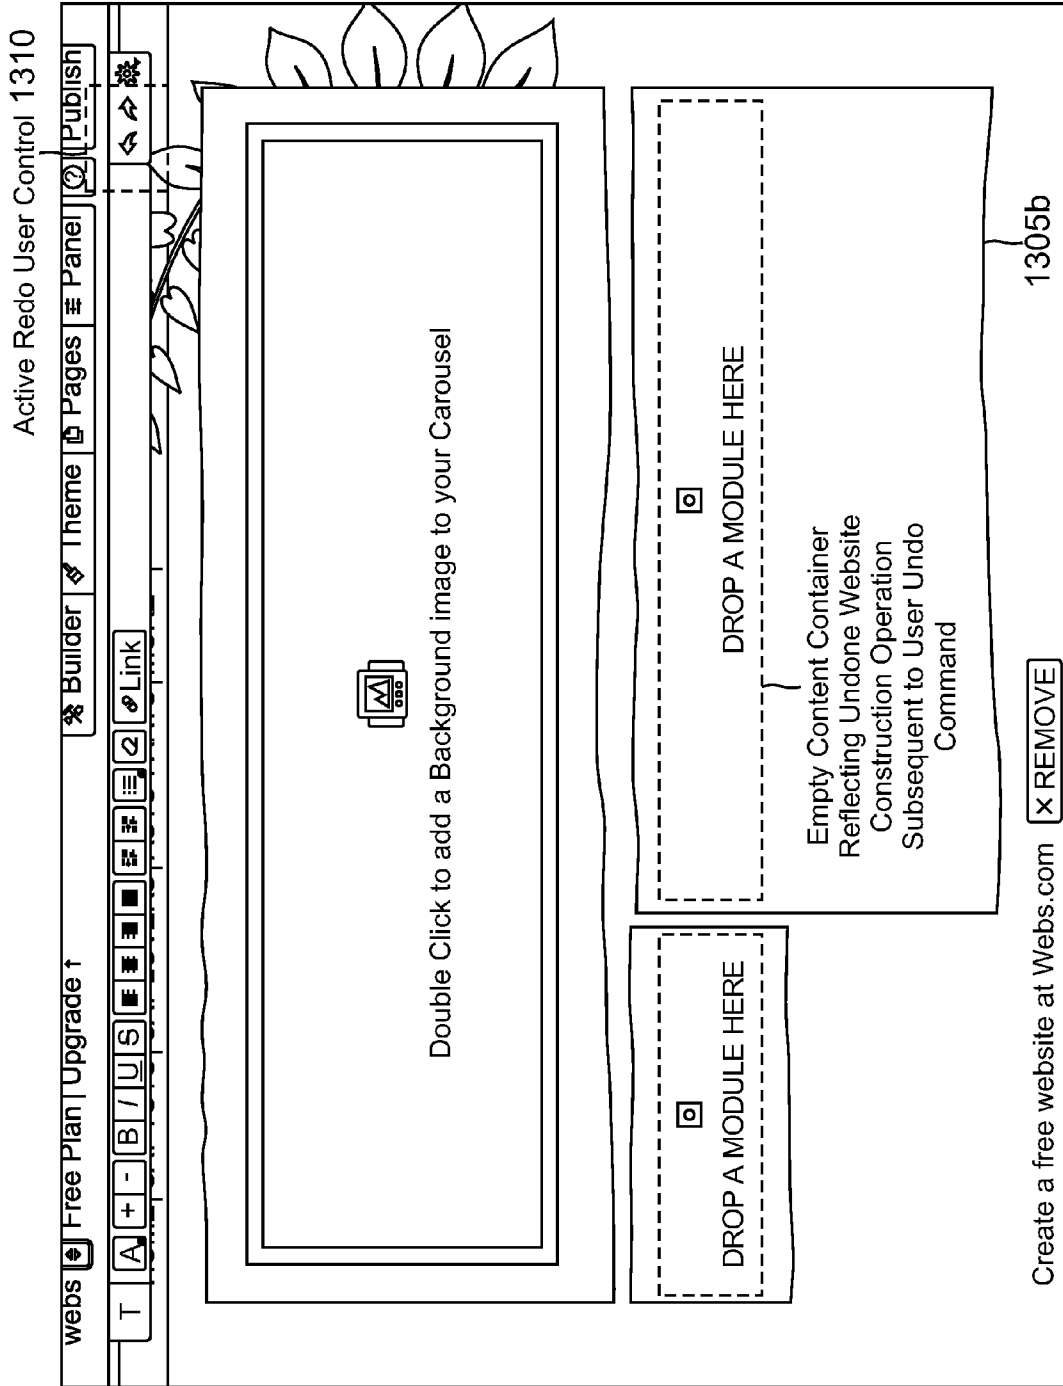 Active Redo User Control 1310
webs Free Plan | Upgrade ↑
Builder Theme Pages Panel ? Publish
T A + - B I U S Link
Double Click to add a Background image to your Carousel
DROP A MODULE HERE
DROP A MODULE HERE
Empty Content Container
Reflecting Undone Website
Construction Operation
Subsequent to User Undo
Command
1305b
Create a free website at Webs.com × REMOVE